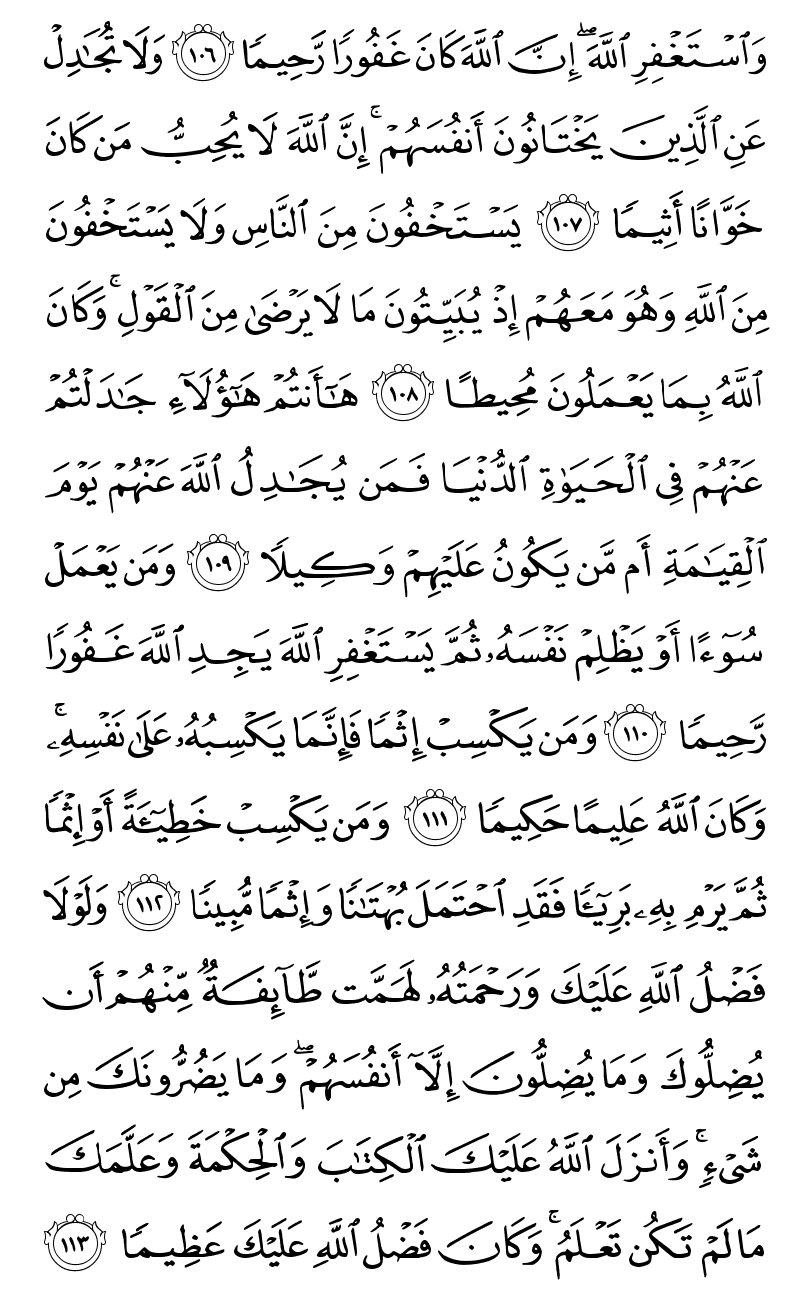 وَٱسۡتَغۡفِرِ ٱللَّهَۖ إِنَّ ٱللَّهَ كَانَ غَفُورٗا رَّحِيمٗا ١٠٦ وَلَا تُجَٰدِلۡ
عَنِ ٱلَّذِينَ يَخۡتَانُونَ أَنفُسَهُمۡۚ إِنَّ ٱللَّهَ لَا يُحِبُّ مَن كَانَ
خَوَّانًا أَثِيمٗا ١٠٧ يَسۡتَخۡفُونَ مِنَ ٱلنَّاسِ وَلَا يَسۡتَخۡفُونَ
مِنَ ٱللَّهِ وَهُوَ مَعَهُمۡ إِذۡ يُبَيِّتُونَ مَا لَا يَرۡضَىٰ مِنَ ٱلۡقَوۡلِۚ وَكَانَ
ٱللَّهُ بِمَا يَعۡمَلُونَ مُحِيطًا ١٠٨ هَٰٓأَنتُمۡ هَٰٓؤُلَآءِ جَٰدَلۡتُمۡ
عَنۡهُمۡ فِي ٱلۡحَيَوٰةِ ٱلدُّنۡيَا فَمَن يُجَٰدِلُ ٱللَّهَ عَنۡهُمۡ يَوۡمَ
ٱلۡقِيَٰمَةِ أَم مَّن يَكُونُ عَلَيۡهِمۡ وَكِيلٗا ١٠٩ وَمَن يَعۡمَلۡ
سُوٓءًا أَوۡ يَظۡلِمۡ نَفۡسَهُۥ ثُمَّ يَسۡتَغۡفِرِ ٱللَّهَ يَجِدِ ٱللَّهَ غَفُورٗا
رَّحِيمٗا ١١٠ وَمَن يَكۡسِبۡ إِثۡمٗا فَإِنَّمَا يَكۡسِبُهُۥ عَلَىٰ نَفۡسِهِۦۚ
وَكَانَ ٱللَّهُ عَلِيمًا حَكِيمٗا ١١١ وَمَن يَكۡسِبۡ خَطِيٓـَٔةً أَوۡ إِثۡمٗا
ثُمَّ يَرۡمِ بِهِۦ بَرِيٓـٔٗا فَقَدِ ٱحۡتَمَلَ بُهۡتَٰنٗا وَإِثۡمٗا مُّبِينٗا ١١٢ وَلَوۡلَا
فَضۡلُ ٱللَّهِ عَلَيۡكَ وَرَحۡمَتُهُۥ لَهَمَّت طَّآئِفَةٞ مِّنۡهُمۡ أَن
يُضِلُّوكَ وَمَا يُضِلُّونَ إِلَّآ أَنفُسَهُمۡۖ وَمَا يَضُرُّونَكَ مِن
شَيۡءٖۚ وَأَنزَلَ ٱللَّهُ عَلَيۡكَ ٱلۡكِتَٰبَ وَٱلۡحِكۡمَةَ وَعَلَّمَكَ
مَا لَمۡ تَكُن تَعۡلَمُۚ وَكَانَ فَضۡلُ ٱللَّهِ عَلَيۡكَ عَظِيمٗا ١١٣